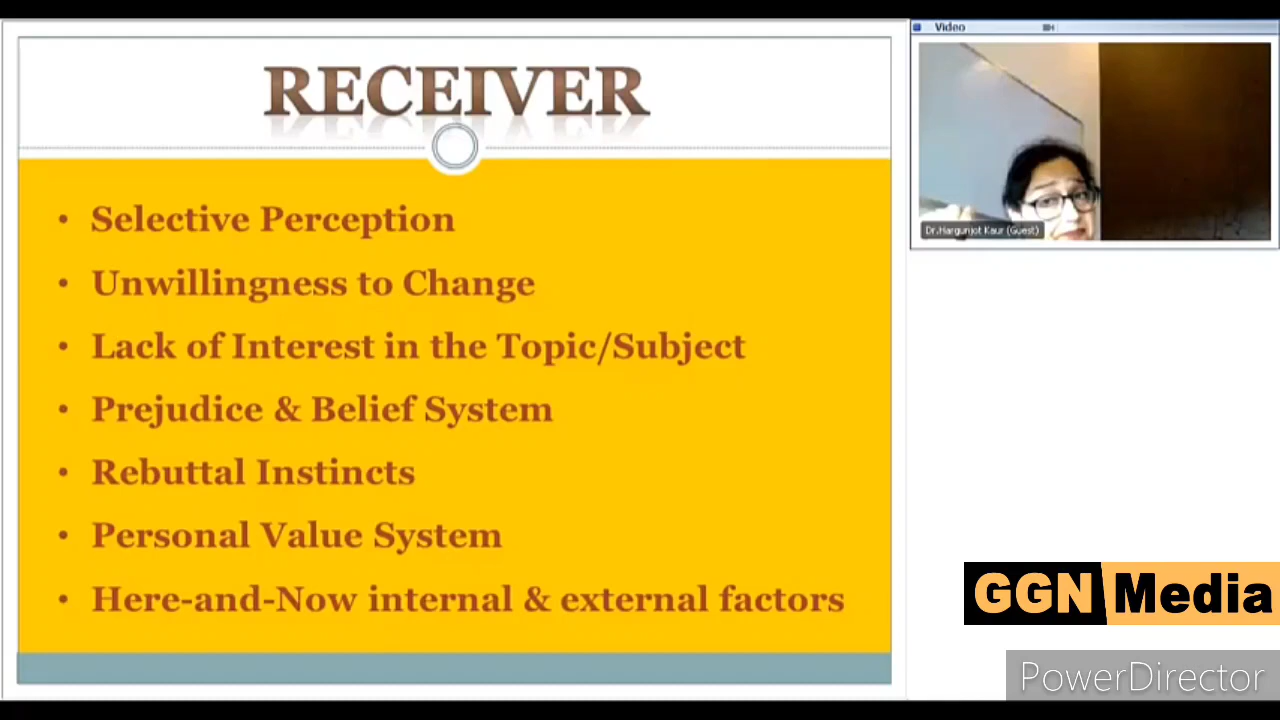 RECEIVER
• Selective Perception
• Unwillingness to Change
• Lack of Interest in the Topic/Subject
• Prejudice & Belief System
• Rebuttal Instincts
• Personal Value System
• Here-and-Now internal & external factors
Video
Dr.Hargunjot Kaur (Guest)
GGN Media
PowerDirector